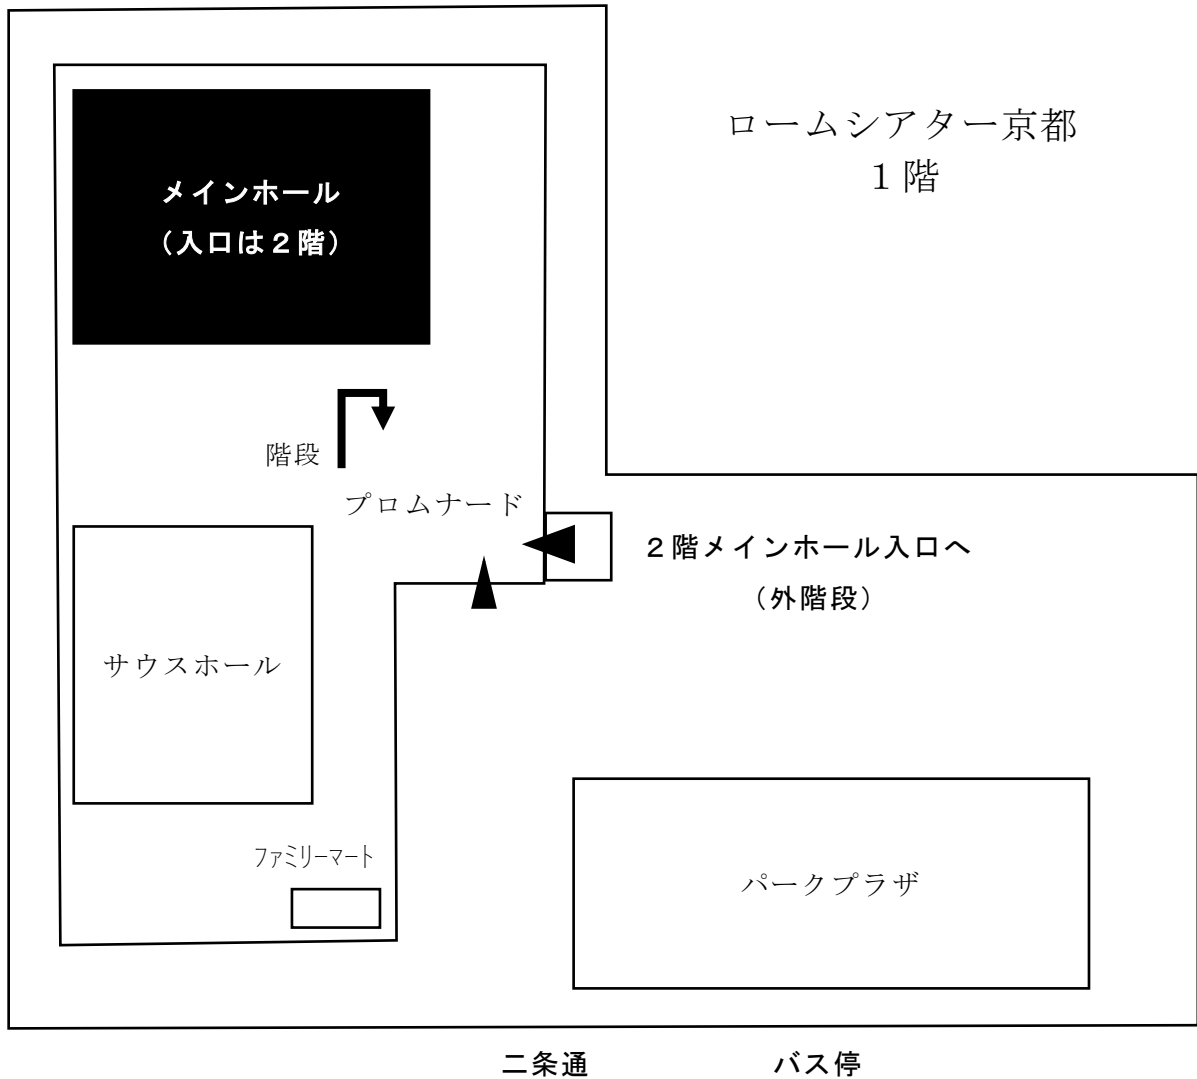 ロームシアター京都
１階
メインホール
（入口は２階）
階段
プロムナード
２階メインホール入口へ
（外階段）
サウスホール
ファミリーマート
パークプラザ
二条通
バス停